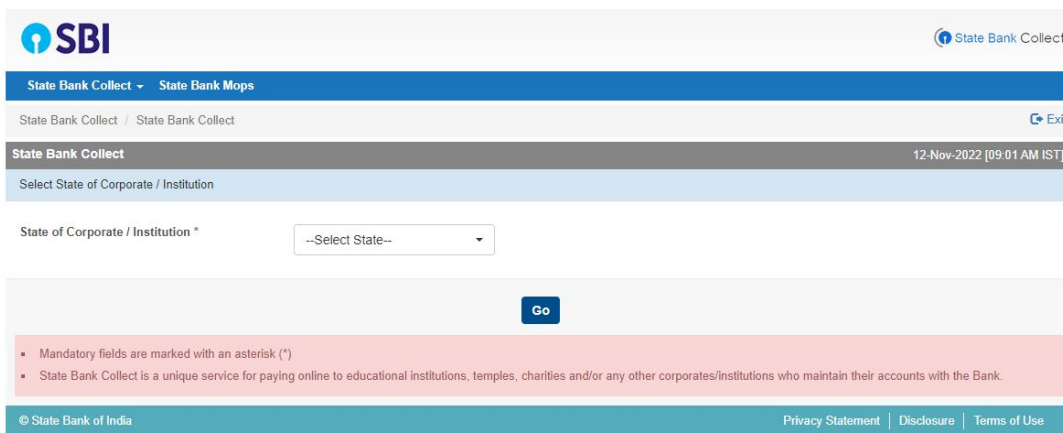 SBI
State Bank Collect
State Bank Collect State Bank Mops
State Bank Collect / State Bank Collect Exi
State Bank Collect 12-Nov-2022 [09:01 AM IST]
Select State of Corporate / Institution
State of Corporate / Institution * --Select State--
Go
Mandatory fields are marked with an asterisk (*)
State Bank Collect is a unique service for paying online to educational institutions, temples, charities and/or any other corporates/institutions who maintain their accounts with the Bank.
© State Bank of India Privacy Statement | Disclosure | Terms of Use